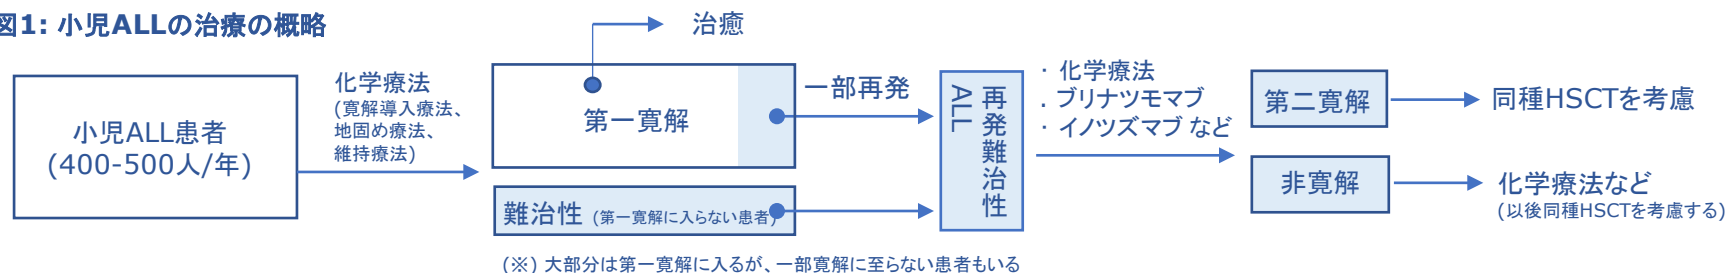 図1: 小児ALLの治療の概略
治癒
小児ALL患者
(400-500人/年)
化学療法
(寛解導入療法、
地固め療法、
維持療法)
第一寛解
一部再発
難治性 (第一寛解に入らない患者)
再発難治性
ALL
・化学療法
. ブリナツモマブ
・イノツズマブ など
第二寛解
同種HSCTを考慮
非寛解
化学療法など
(以後同種HSCTを考慮する)
(※) 大部分は第一寛解に入るが、一部寛解に至らない患者もいる